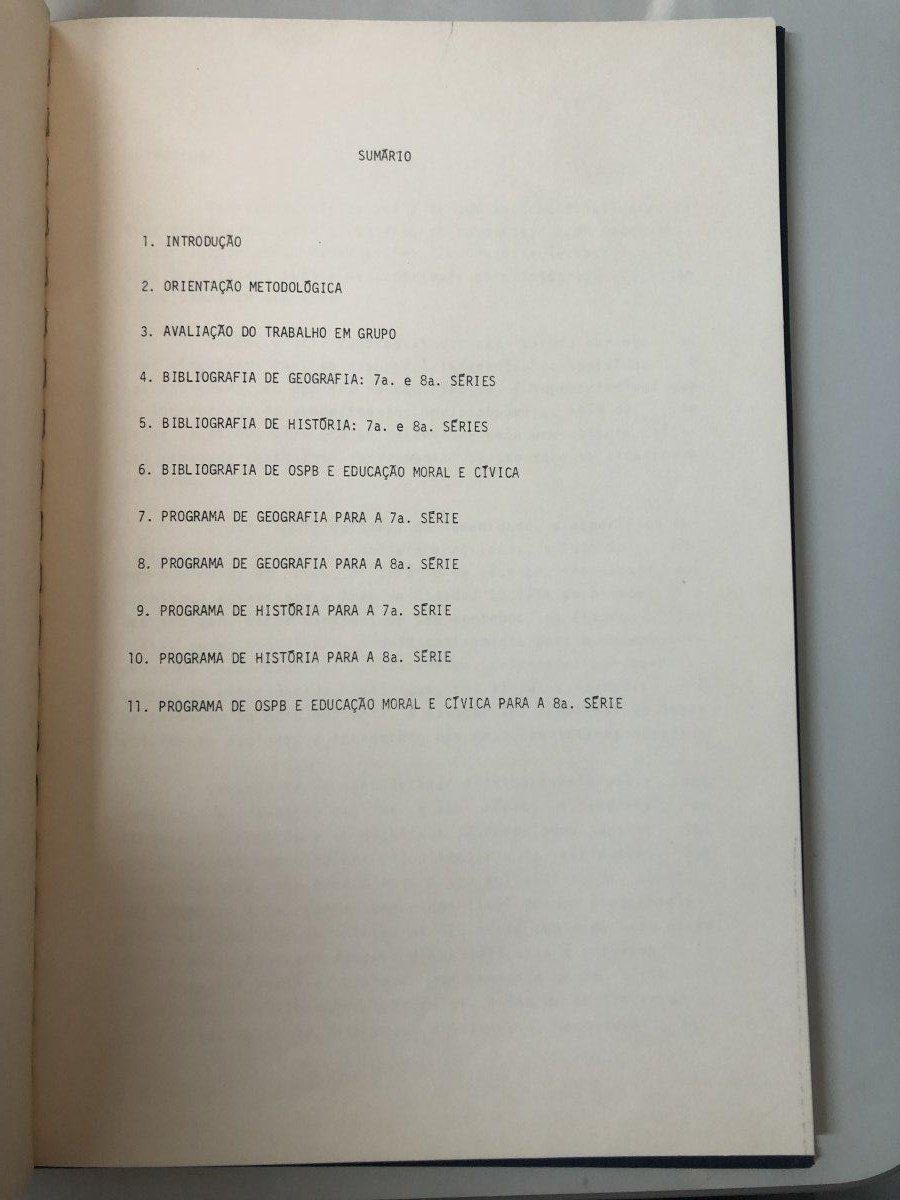 SUMÁRIO
1. INTRODUÇÃO
2. ORIENTAÇÃO METODOLÓGICA
3. AVALIAÇÃO DO TRABALHO EM GRUPO
4. BIBLIOGRAFIA DE GEOGRAFIA: 7a. e 8a. SÉRIES
5. BIBLIOGRAFIA DE HISTÓRIA: 7a. e 8a. SÉRIES
6. BIBLIOGRAFIA DE OSPB E EDUCAÇÃO MORAL E CÍVICA
7. PROGRAMA DE GEOGRAFIA PARA A 7a. SÉRIE
8. PROGRAMA DE GEOGRAFIA PARA A 8a. SÉRIE
9. PROGRAMA DE HISTÓRIA PARA A 7a. SÉRIE
10. PROGRAMA DE HISTÓRIA PARA A 8a. SÉRIE
11. PROGRAMA DE OSPB E EDUCAÇÃO MORAL E CÍVICA PARA A 8a. SÉRIE